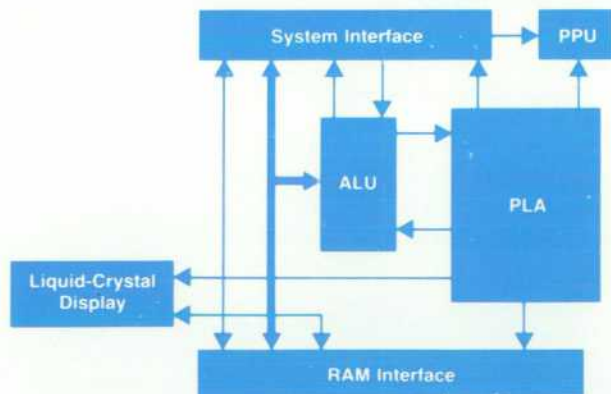 System Interface
PPU
ALU
PLA
Liquid-Crystal
Display
RAM Interface